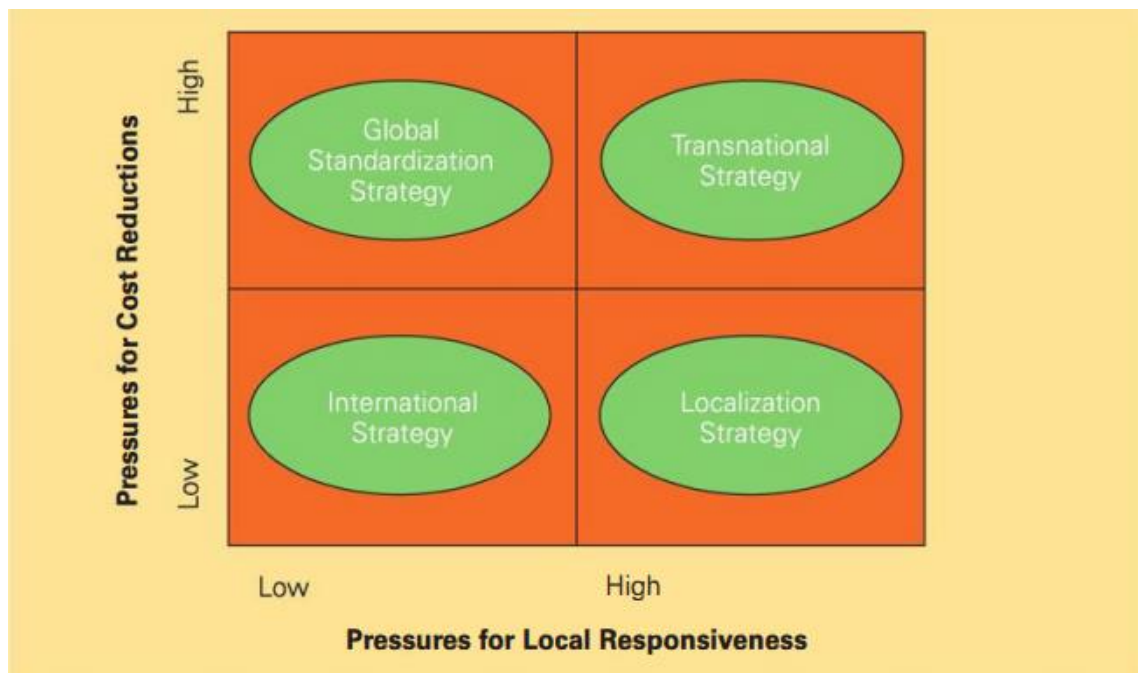 Pressures for Cost Reductions
High
Low
Global
Standardization
Strategy
Transnational
Strategy
International
Strategy
Localization
Strategy
Low
High
Pressures for Local Responsiveness